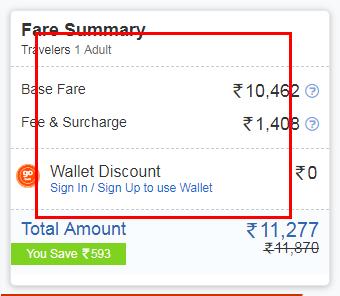 Fare Summary
Travelers 1 Adult
Base Fare ₹10,462 ?
Fee & Surcharge ₹1,408 ?
go
Wallet Discount ₹0
Sign In / Sign Up to use Wallet
Total Amount ₹11,277
You Save ₹593 ₹11,870